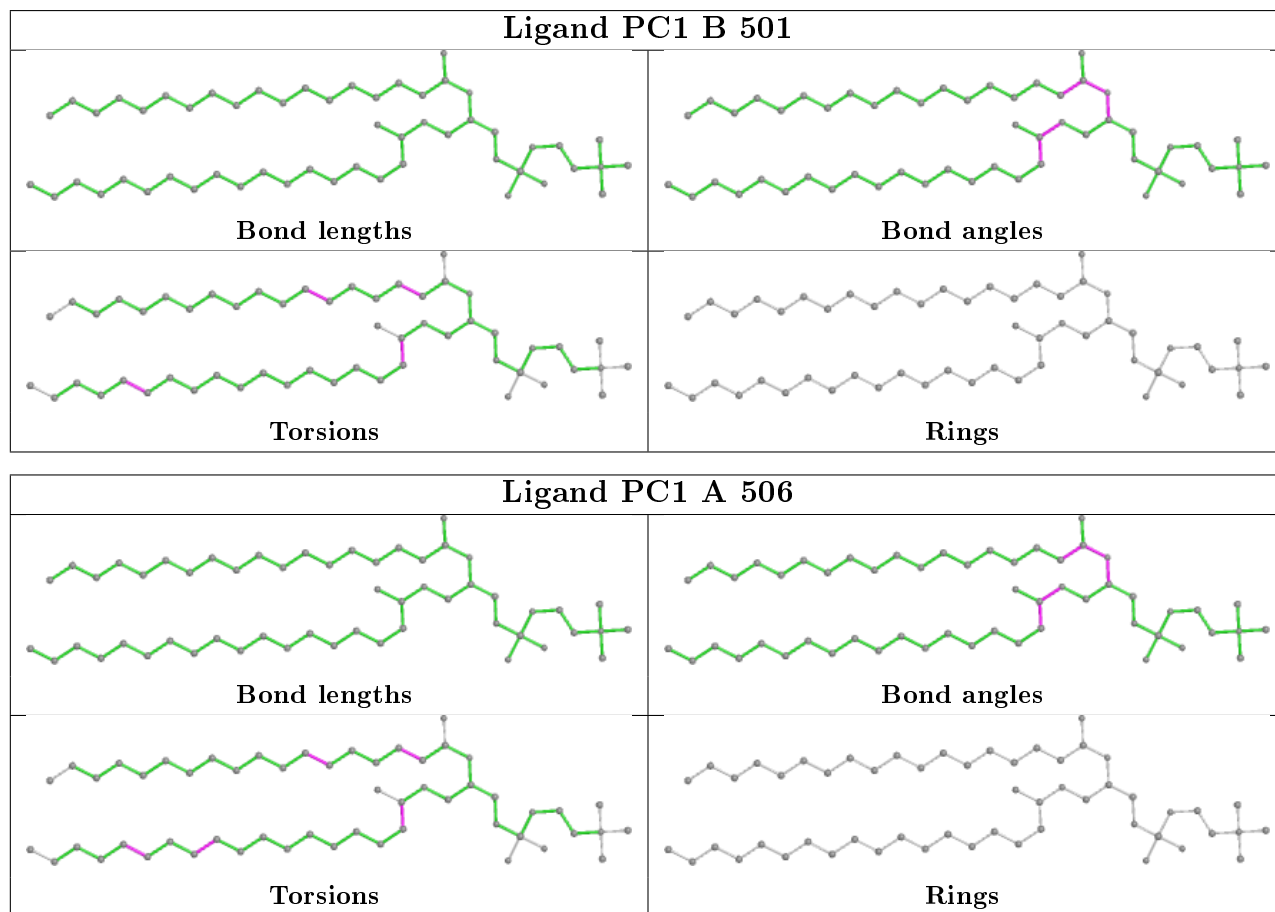 Ligand PC1 B 501
Bond lengths
Bond angles
Torsions
Rings
Ligand PC1 A 506
Bond lengths
Bond angles
Torsions
Rings